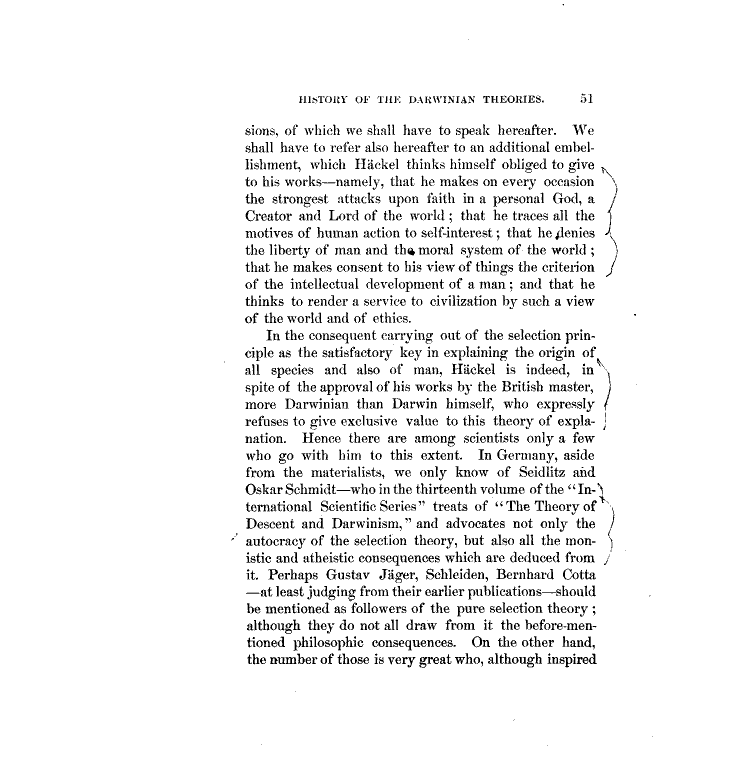 HISTORY OF THE DARWINIAN THEORIES. 51
sions, of which we shall have to speak hereafter. We
shall have to refer also hereafter to an additional embel-
lishment, which Häckel thinks himself obliged to give
to his works—namely, that he makes on every occasion
the strongest attacks upon faith in a personal God, a
Creator and Lord of the world; that he traces all the
motives of human action to self-interest; that he denies
the liberty of man and the moral system of the world;
that he makes consent to his view of things the criterion
of the intellectual development of a man; and that he
thinks to render a service to civilization by such a view
of the world and of ethics.
In the consequent carrying out of the selection prin-
ciple as the satisfactory key in explaining the origin of
all species and also of man, Häckel is indeed, in
spite of the approval of his works by the British master,
more Darwinian than Darwin himself, who expressly
refuses to give exclusive value to this theory of expla-
nation. Hence there are among scientists only a few
who go with him to this extent. In Germany, aside
from the materialists, we only know of Seidlitz and
Oskar Schmidt—who in the thirteenth volume of the "In-
ternational Scientific Series" treats of "The Theory of
Descent and Darwinism," and advocates not only the
autocracy of the selection theory, but also all the mon-
istic and atheistic consequences which are deduced from
it. Perhaps Gustav Jäger, Schleiden, Bernhard Cotta
—at least judging from their earlier publications—should
be mentioned as followers of the pure selection theory;
although they do not all draw from it the before-men-
tioned philosophic consequences. On the other hand,
the number of those is very great who, although inspired